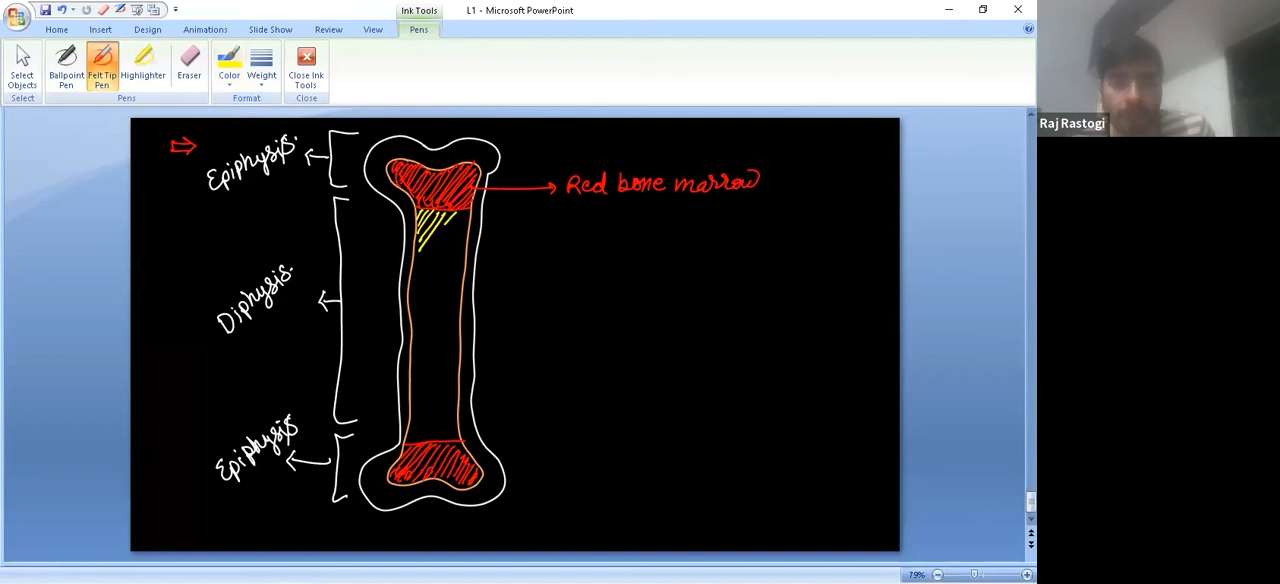 Ink Tools
L1 - Microsoft PowerPoint
Home Insert Design Animations Slide Show Review View Pens
Select Objects
Ballpoint Pen
Felt Tip Pen
Highlighter
Eraser
Color
Weight
Close Ink Tools
Select Pens Format Close
Raj Rastogi
Epiphysis.
Red bone marrow
Diphysis.
Epiphysis
79%